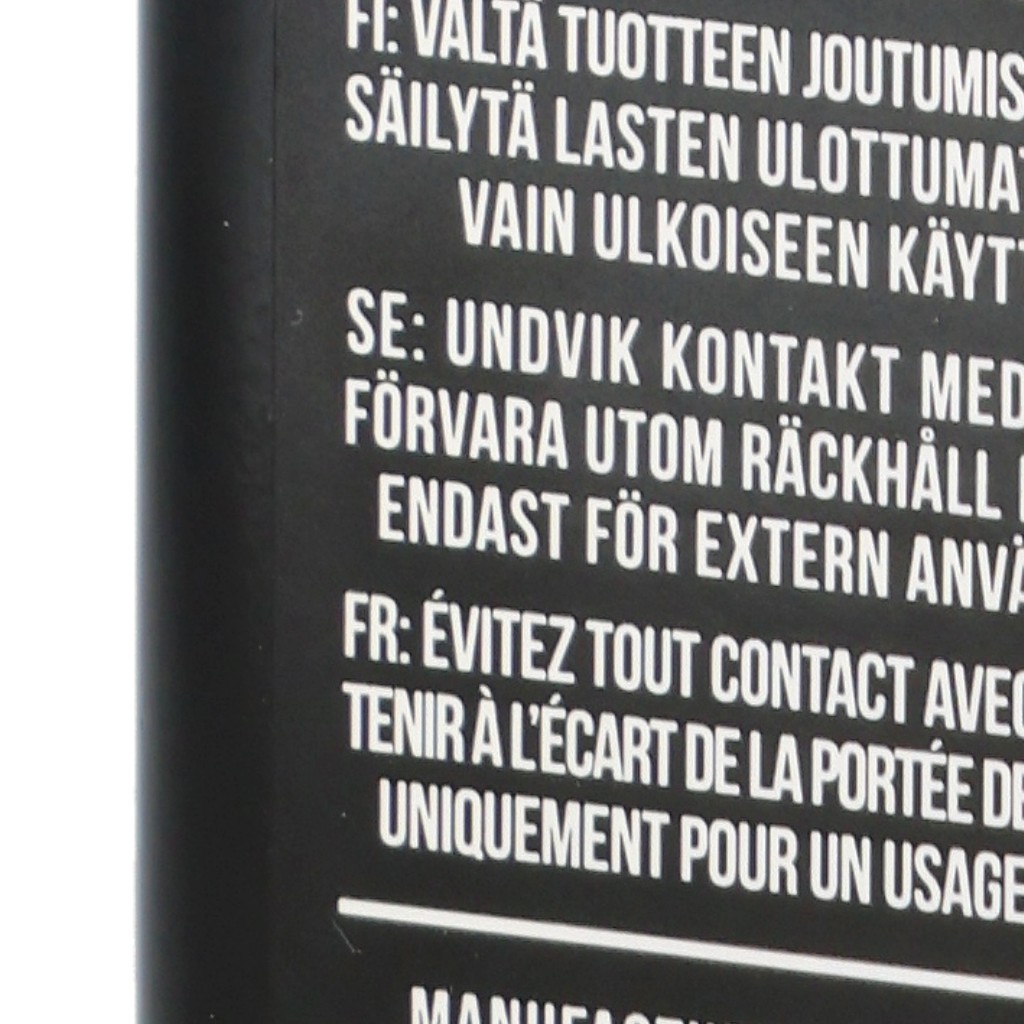 FI: VÄLTÄ TUOTTEEN JOUTUMIS
SÄILYTÄ LASTEN ULOTTUMAT
VAIN ULKOISEEN KÄYTT
SE: UNDVIK KONTAKT MED
FÖRVARA UTOM RÄCKHÅLL
ENDAST FÖR EXTERN ANVÄ
FR: ÉVITEZ TOUT CONTACT AVEC
TENIR À L'ÉCART DE LA PORTÉE DE
UNIQUEMENT POUR UN USAGE